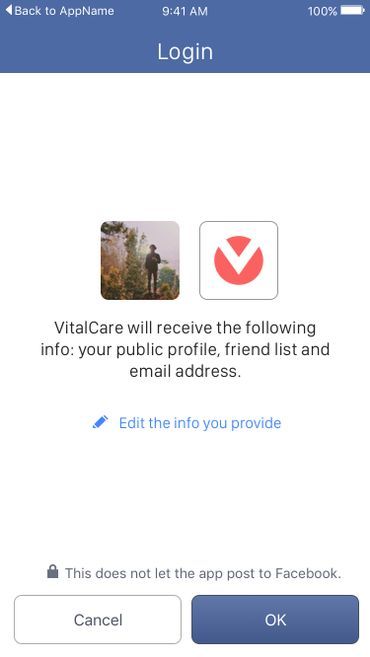 Back to AppName 9:41 AM 100%
Login
VitalCare will receive the following
info: your public profile, friend list and
email address.
Edit the info you provide
This does not let the app post to Facebook.
Cancel OK